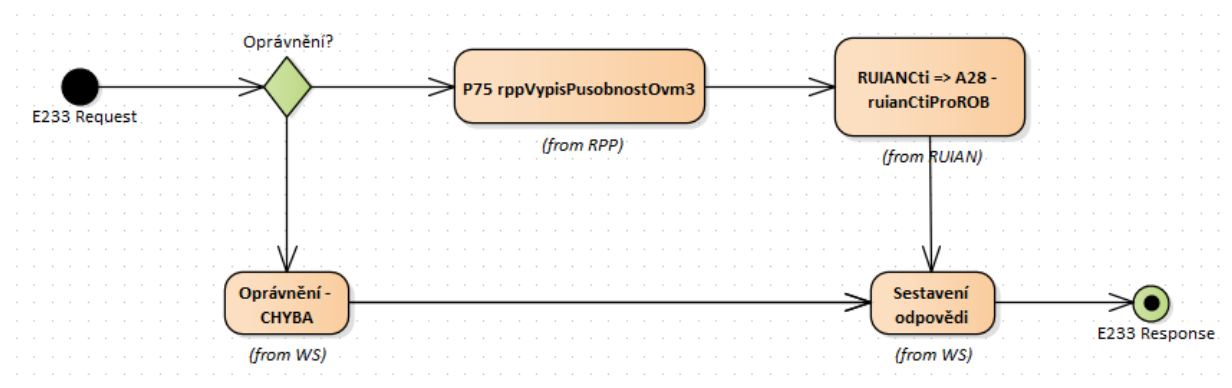 Oprávnění?
E233 Request
P75 rppVypisPusobnostOvm3
(from RPP)
RUIANCti => A28 -
ruianCtiProROB
(from RUIAN)
Oprávnění -
CHYBA
(from WS)
Sestavení
odpovědi
(from WS)
E233 Response